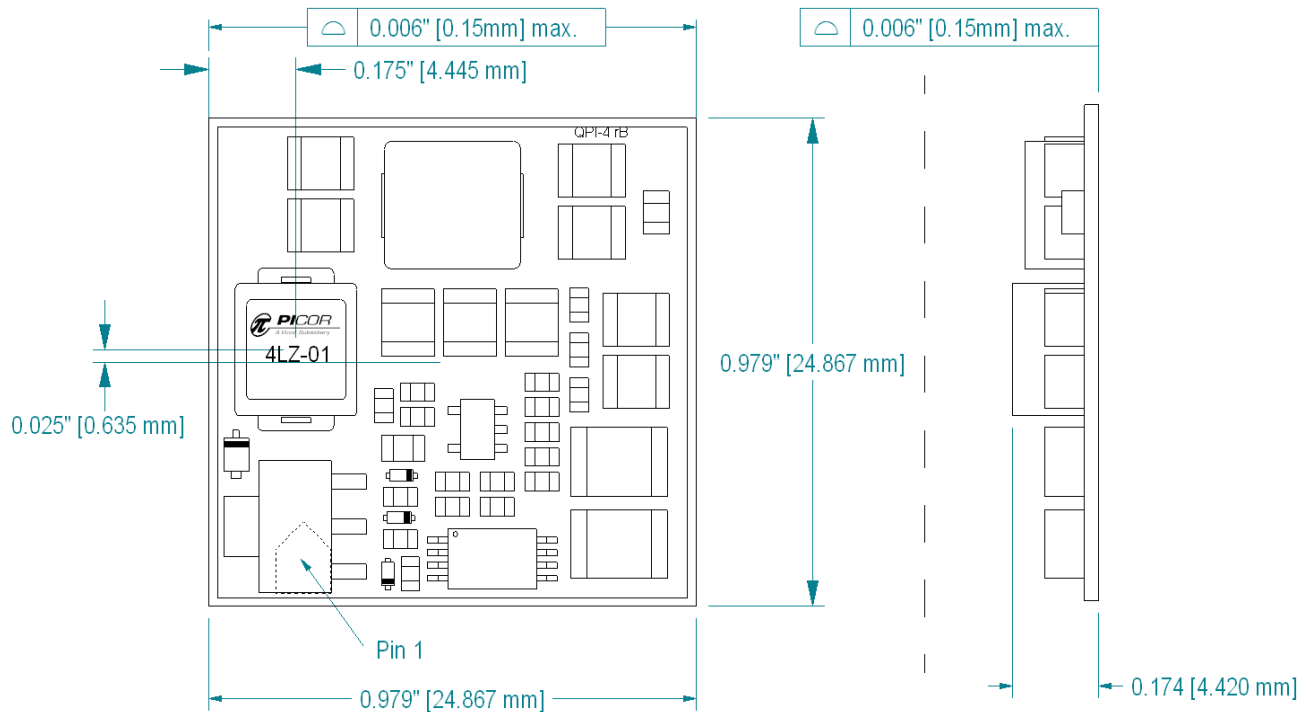 0.006" [0.15mm] max.
0.006" [0.15mm] max.
0.175" [4.445 mm]
QPI-4 rB
PICOR
A Vicor Subsidiary
4LZ-01
0.979" [24.867 mm]
0.025" [0.635 mm]
Pin 1
0.979" [24.867 mm]
0.174 [4.420 mm]